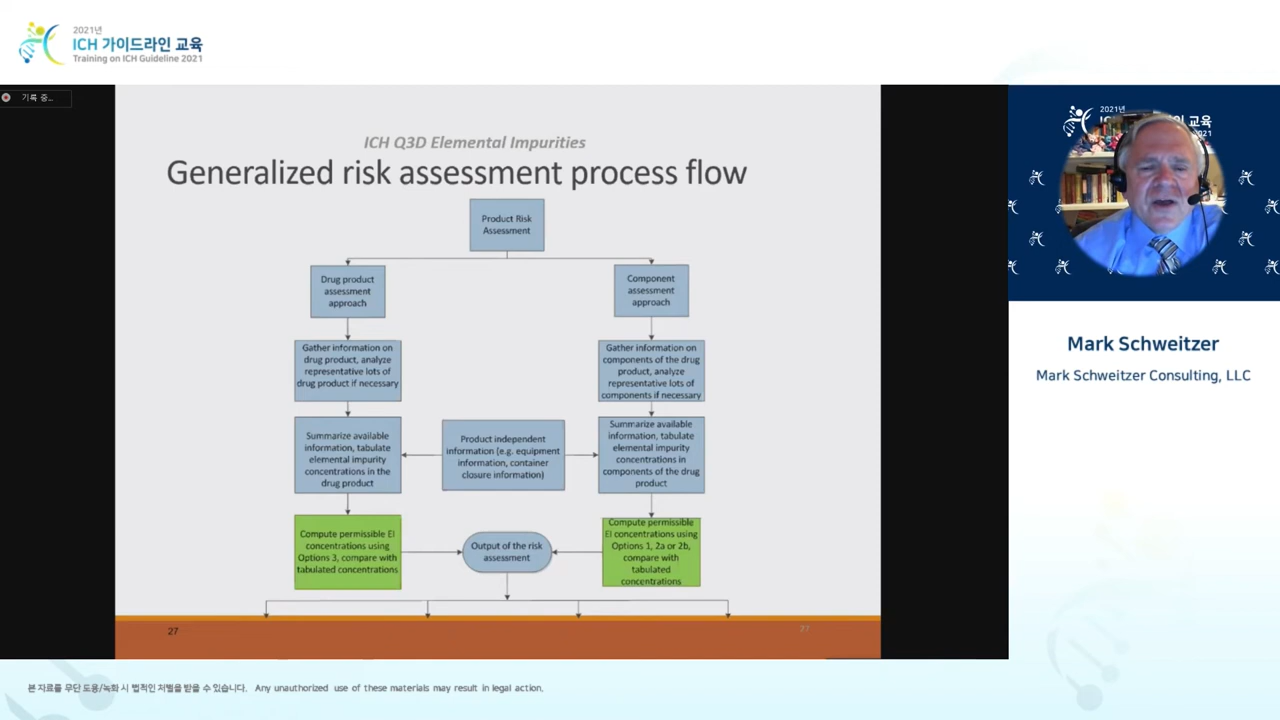 2021년
ICH 가이드라인 교육
Training on ICH Guideline 2021
기록 중...
ICH Q3D Elemental Impurities
Generalized risk assessment process flow
Product Risk
Assessment
Drug product
assessment
approach
Component
assessment
approach
Gather information on
drug product, analyze
representative lots of
drug product if necessary
Gather information on
components of the drug
product, analyze
representative lots of
components if necessary
Summarize available
information, tabulate
elemental impurity
concentrations in the
drug product
Product independent
information (e.g. equipment
information, container
closure information)
Summarize available
information, tabulate
elemental impurity
concentrations in
components of the drug
product
Compute permissible EI
concentrations using
Options 3, compare with
tabulated concentrations
Output of the risk
assessment
Compute permissible
EI concentrations using
Options 1, 2a or 2b,
compare with
tabulated
concentrations
27
27
2021년
교육
2021
Mark Schweitzer
Mark Schweitzer Consulting, LLC
본 자료를 무단 도용/녹화 시 법적인 처벌을 받을 수 있습니다. Any unauthorized use of these materials may result in legal action.